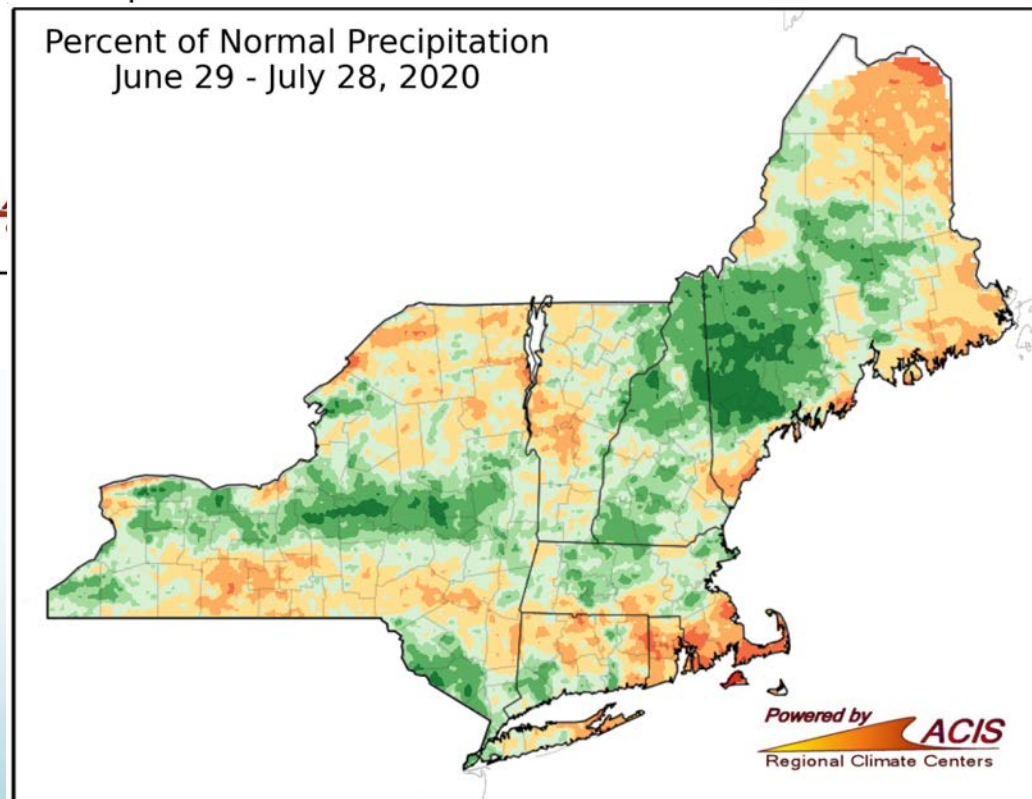 Percent of Normal Precipitation
June 29 - July 28, 2020
Powered by
ACIS
Regional Climate Centers